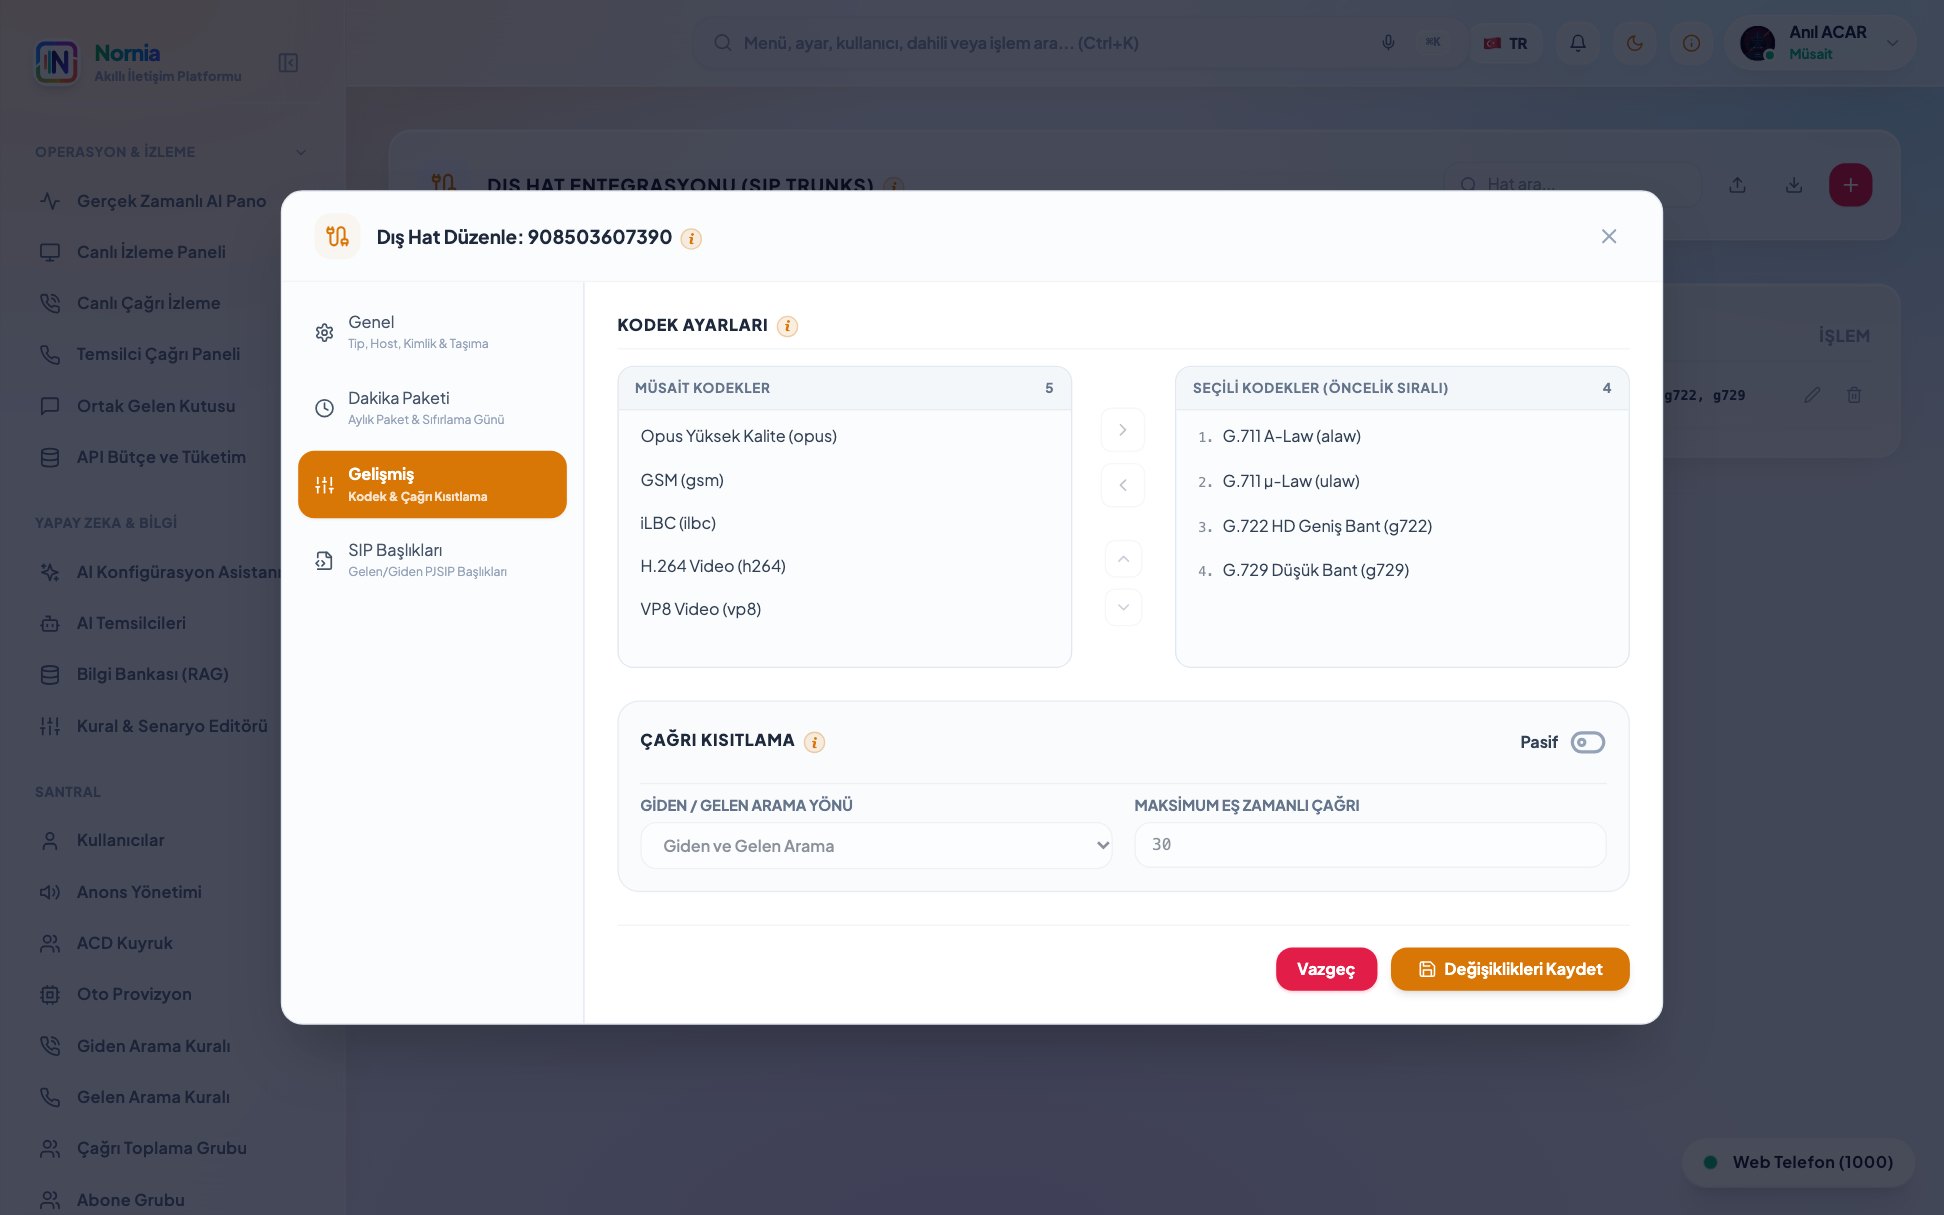 Nornia
Akıllı İletişim Platformu
Menü, ayar, kullanıcı, dahili veya işlem ara... (Ctrl+K)
⌘K
TR
Anıl ACAR
Müsait
OPERASYON & İZLEME
Gerçek Zamanlı AI Pano
Canlı İzleme Paneli
Canlı Çağrı İzleme
Temsilci Çağrı Paneli
Ortak Gelen Kutusu
API Bütçe ve Tüketim
YAPAY ZEKA & BİLGİ
AI Konfigürasyon Asistanı
AI Temsilcileri
Bilgi Bankası (RAG)
Kural & Senaryo Editörü
SANTRAL
Kullanıcılar
Anons Yönetimi
ACD Kuyruk
Oto Provizyon
Giden Arama Kuralı
Gelen Arama Kuralı
Çağrı Toplama Grubu
Abone Grubu
DIŞ HAT ENTEGRASYONU (SIP TRUNKS)
Hat ara...
İŞLEM
g722, g729
Dış Hat Düzenle: 908503607390
Genel
Tip, Host, Kimlik & Taşıma
Dakika Paketi
Aylık Paket & Sıfırlama Günü
Gelişmiş
Kodek & Çağrı Kısıtlama
SIP Başlıkları
Gelen/Giden PJSIP Başlıkları
KODEK AYARLARI
MÜSAİT KODEKLER 5
Opus Yüksek Kalite (opus)
GSM (gsm)
iLBC (ilbc)
H.264 Video (h264)
VP8 Video (vp8)
SEÇİLİ KODEKLER (ÖNCELİK SIRALI) 4
1. G.711 A-Law (alaw)
2. G.711 µ-Law (ulaw)
3. G.722 HD Geniş Bant (g722)
4. G.729 Düşük Bant (g729)
ÇAĞRI KISITLAMA
Pasif
GİDEN / GELEN ARAMA YÖNÜ
Giden ve Gelen Arama
MAKSİMUM EŞ ZAMANLI ÇAĞRI
30
Vazgeç
Değişiklikleri Kaydet
Web Telefon (1000)